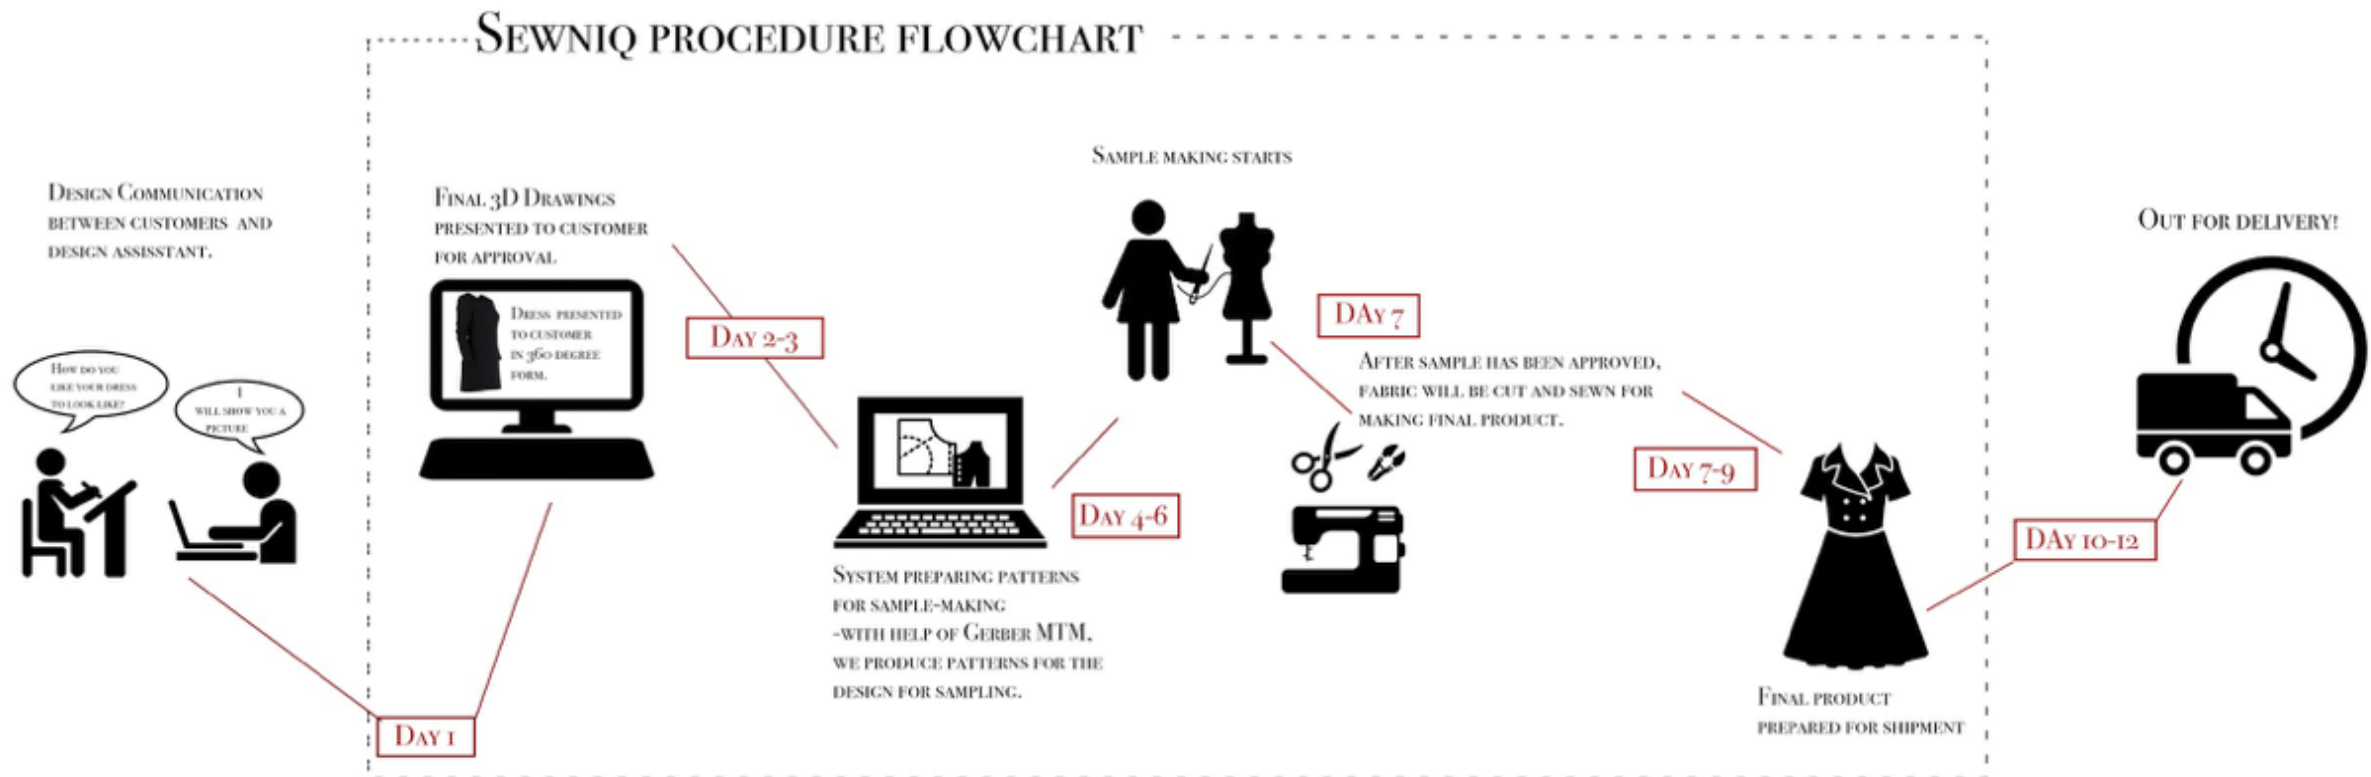 SEWNIQ PROCEDURE FLOWCHART
DESIGN COMMUNICATION
BETWEEN CUSTOMERS AND
DESIGN ASSISSTANT.
HOW DO YOU
LIKE YOUR DRESS
TO LOOK LIKE?
I
WILL SHOW YOU A
PICTURE
DAY 1
FINAL 3D DRAWINGS
PRESENTED TO CUSTOMER
FOR APPROVAL
DRESS PRESENTED
TO CUSTOMER
IN 360 DEGREE
FORM.
DAY 2-3
SYSTEM PREPARING PATTERNS
FOR SAMPLE-MAKING
-WITH HELP OF GERBER MTM,
WE PRODUCE PATTERNS FOR THE
DESIGN FOR SAMPLING.
DAY 4-6
SAMPLE MAKING STARTS
DAY 7
AFTER SAMPLE HAS BEEN APPROVED,
FABRIC WILL BE CUT AND SEWN FOR
MAKING FINAL PRODUCT.
DAY 7-9
FINAL PRODUCT
PREPARED FOR SHIPMENT
DAY 10-12
OUT FOR DELIVERY!